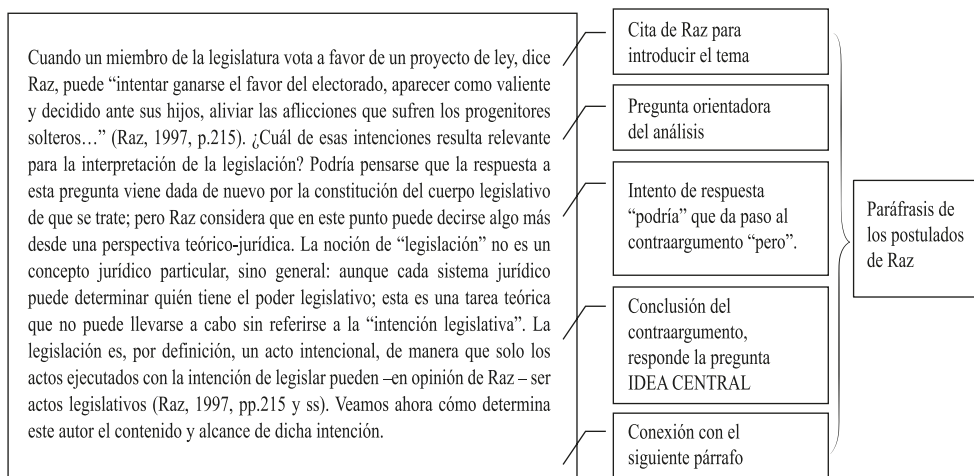 Cuando un miembro de la legislatura vota a favor de un proyecto de ley, dice
Raz, puede “intentar ganarse el favor del electorado, aparecer como valiente
y decidido ante sus hijos, aliviar las aflicciones que sufren los progenitores
solteros…” (Raz, 1997, p.215). ¿Cuál de esas intenciones resulta relevante
para la interpretación de la legislación? Podría pensarse que la respuesta a
esta pregunta viene dada de nuevo por la constitución del cuerpo legislativo
de que se trate; pero Raz considera que en este punto puede decirse algo más
desde una perspectiva teórico-jurídica. La noción de “legislación” no es un
concepto jurídico particular, sino general: aunque cada sistema jurídico
puede determinar quién tiene el poder legislativo; esta es una tarea teórica
que no puede llevarse a cabo sin referirse a la “intención legislativa”. La
legislación es, por definición, un acto intencional, de manera que solo los
actos ejecutados con la intención de legislar pueden –en opinión de Raz – ser
actos legislativos (Raz, 1997, pp.215 y ss). Veamos ahora cómo determina
este autor el contenido y alcance de dicha intención.
Cita de Raz para
introducir el tema
Pregunta orientadora
del análisis
Intento de respuesta
“podría” que da paso al
contraargumento “pero”.
Conclusión del
contraargumento,
responde la pregunta
IDEA CENTRAL
Conexión con el
siguiente párrafo
Paráfrasis de
los postulados
de Raz